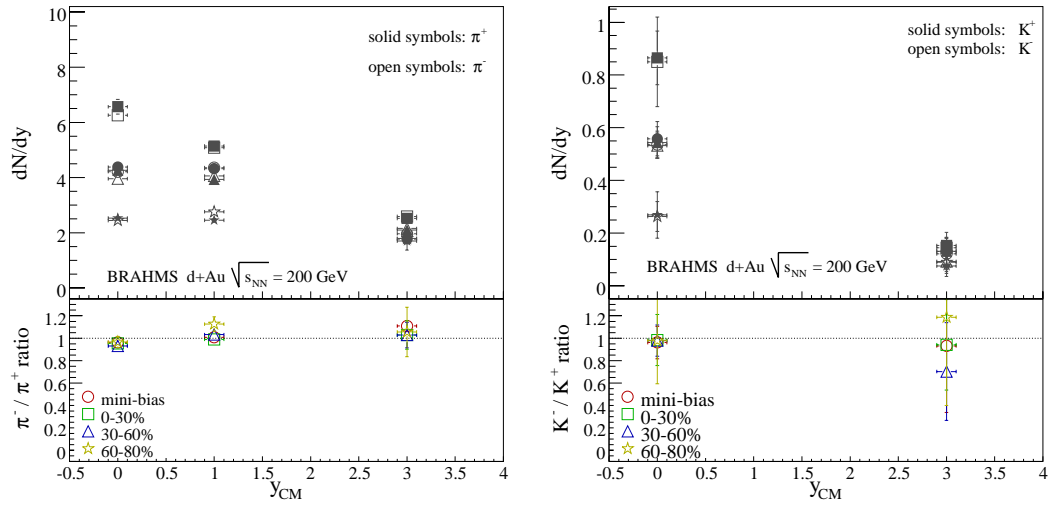 10
8
6
4
2
0
dN/dy
solid symbols: π+
open symbols: π-
BRAHMS d+Au √sNN = 200 GeV
1.2
1.0
0.8
0.6
0.4
0.2
0
π- / π+ ratio
mini-bias
0-30%
30-60%
60-80%
-0.5 0 0.5 1 1.5 2 2.5 3 3.5 4
yCM
1
0.8
0.6
0.4
0.2
0
dN/dy
solid symbols: K+
open symbols: K-
BRAHMS d+Au √sNN = 200 GeV
1.2
1.0
0.8
0.6
0.4
0.2
0
K- / K+ ratio
mini-bias
0-30%
30-60%
60-80%
-0.5 0 0.5 1 1.5 2 2.5 3 3.5 4
yCM